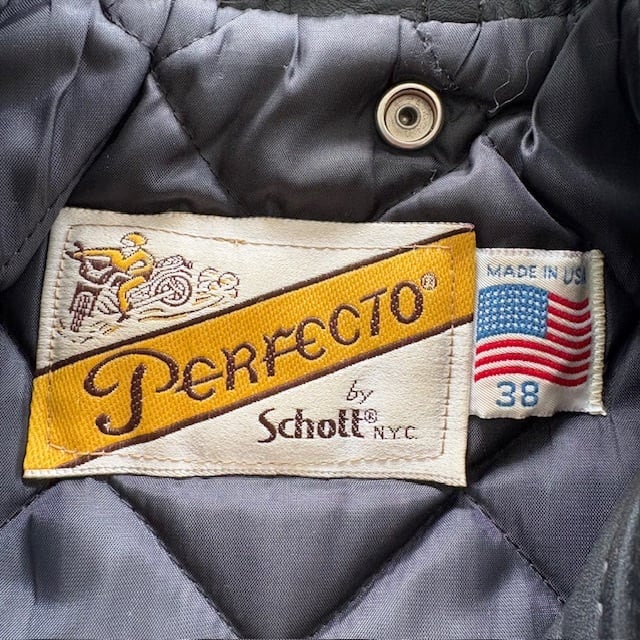 PERFECTO®
by
Schott® N.Y.C.
MADE IN USA
38